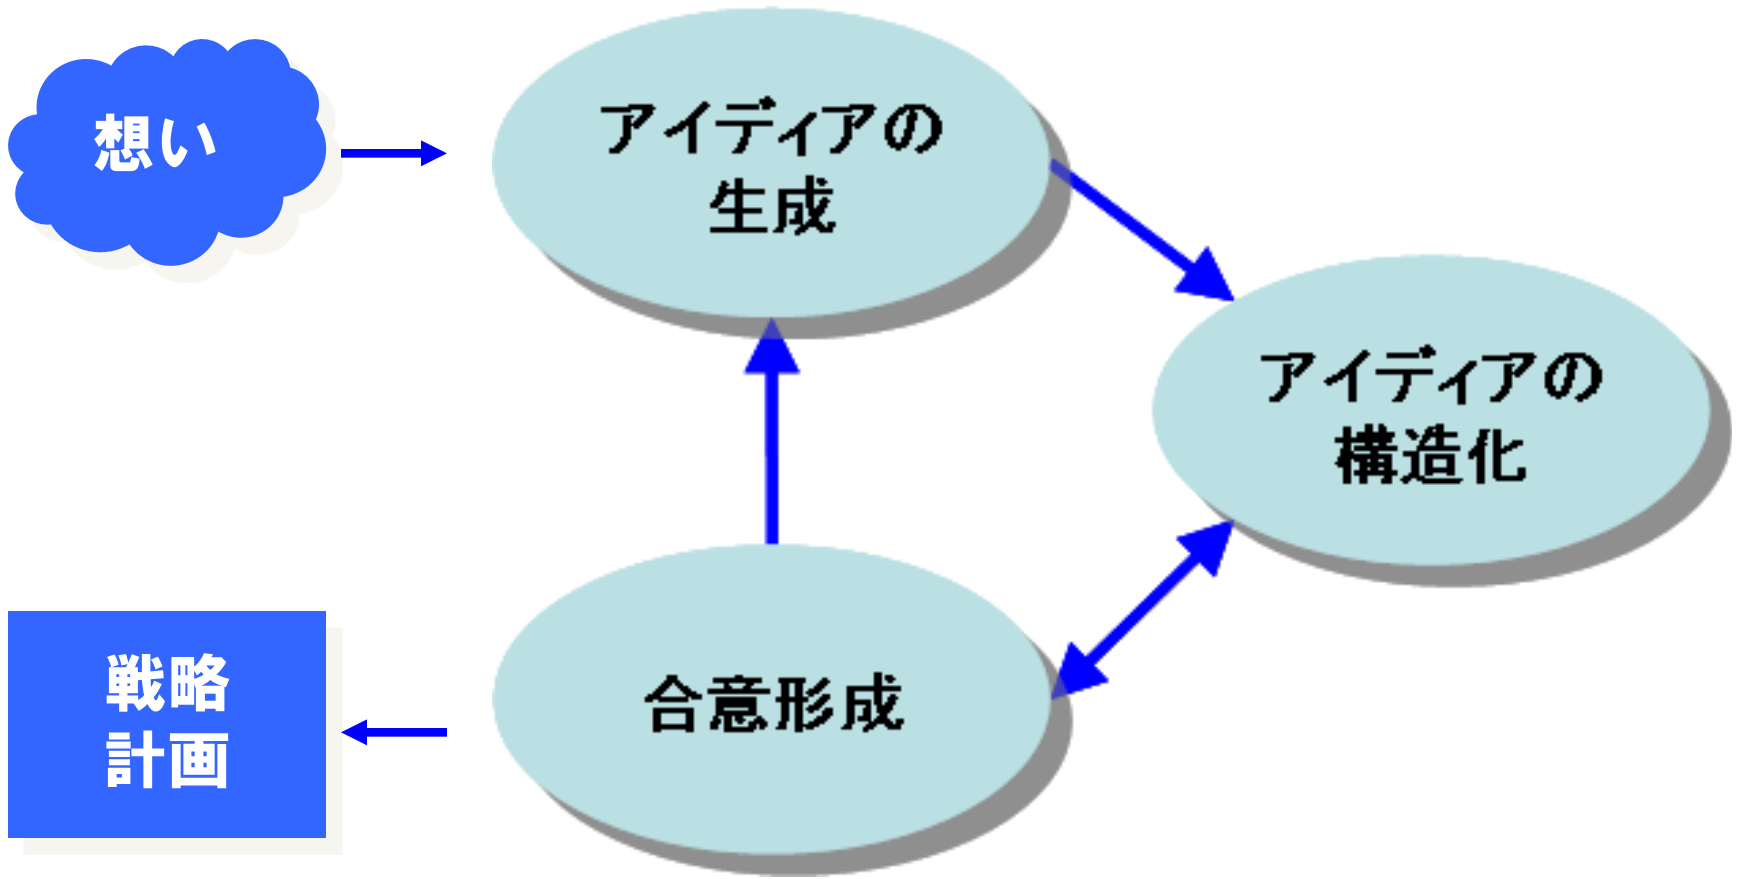 想い
アイディアの
生成
アイディアの
構造化
合意形成
戦略
計画